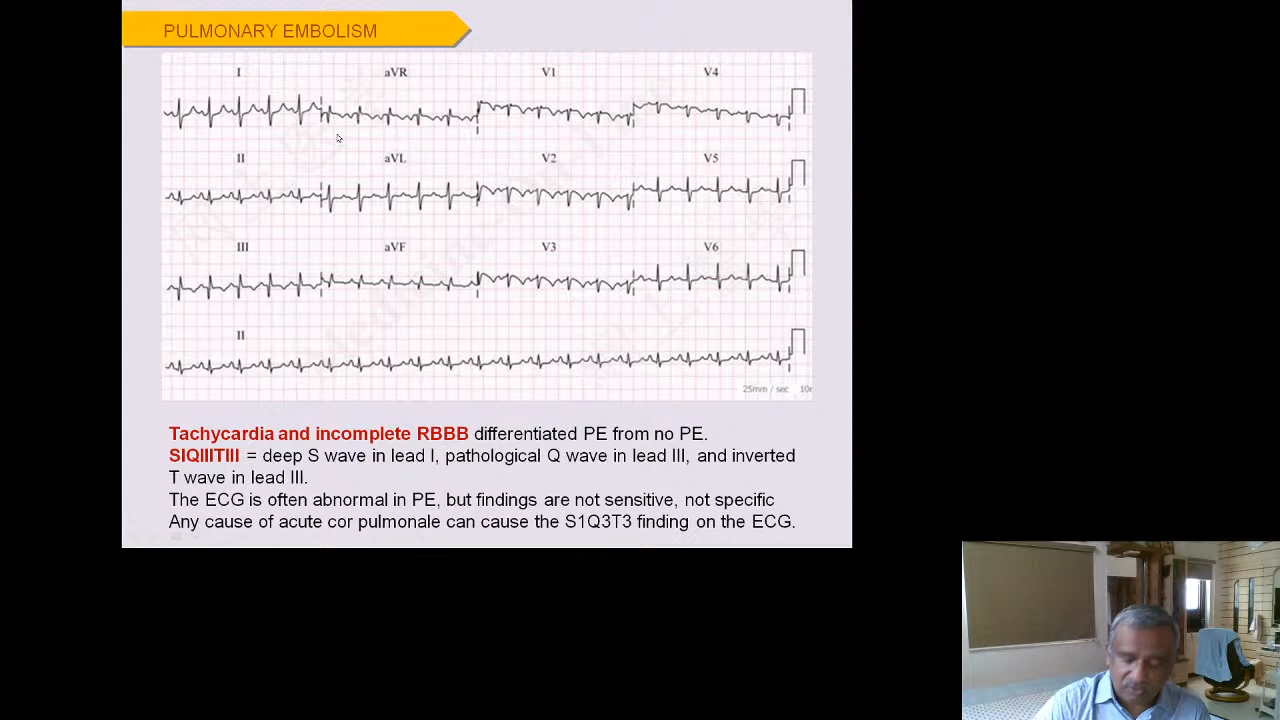 PULMONARY EMBOLISM
I aVR V1 V4
II aVL V2 V5
III aVF V3 V6
II
25mm / sec 10
Tachycardia and incomplete RBBB differentiated PE from no PE.
SIQIIITIII = deep S wave in lead I, pathological Q wave in lead III, and inverted
T wave in lead III.
The ECG is often abnormal in PE, but findings are not sensitive, not specific
Any cause of acute cor pulmonale can cause the S1Q3T3 finding on the ECG.